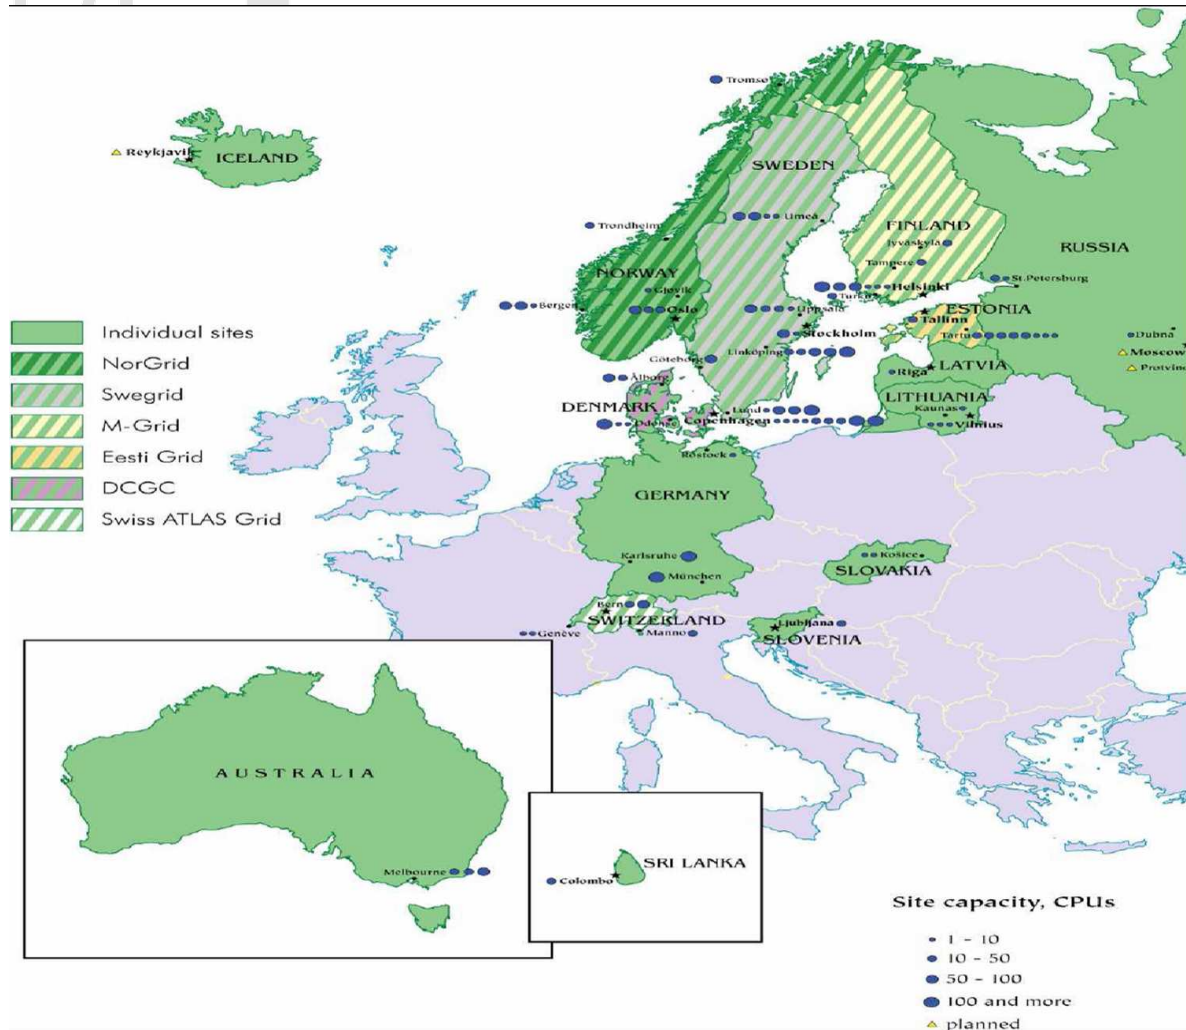 Tromsø
Reykjavik
ICELAND
SWEDEN
Umeå
Trondheim
FINLAND
Jyväskylä
RUSSIA
Tampere
NORWAY
St.Petersburg
Gjøvik
Helsinki
Turku
Bergen
Oslo
Uppsala
ESTONIA
Tallinn
Stockholm
Tartu
Dubna
Linköping
Moscow
Göteborg
LATVIA
Riga
Protvino
Ålborg
LITHUANIA
DENMARK
Lund
Kaunas
Odense
Copenhagen
Vilnius
Rostock
GERMANY
Karlsruhe
Košice
SLOVAKIA
München
Bern
SWITZERLAND
Ljubljana
Genève
Manno
SLOVENIA
Individual sites
NorGrid
Swegrid
M-Grid
Eesti Grid
DCGC
Swiss ATLAS Grid
AUSTRALIA
Melbourne
SRI LANKA
Colombo
Site capacity, CPUs
1 - 10
10 - 50
50 - 100
100 and more
planned